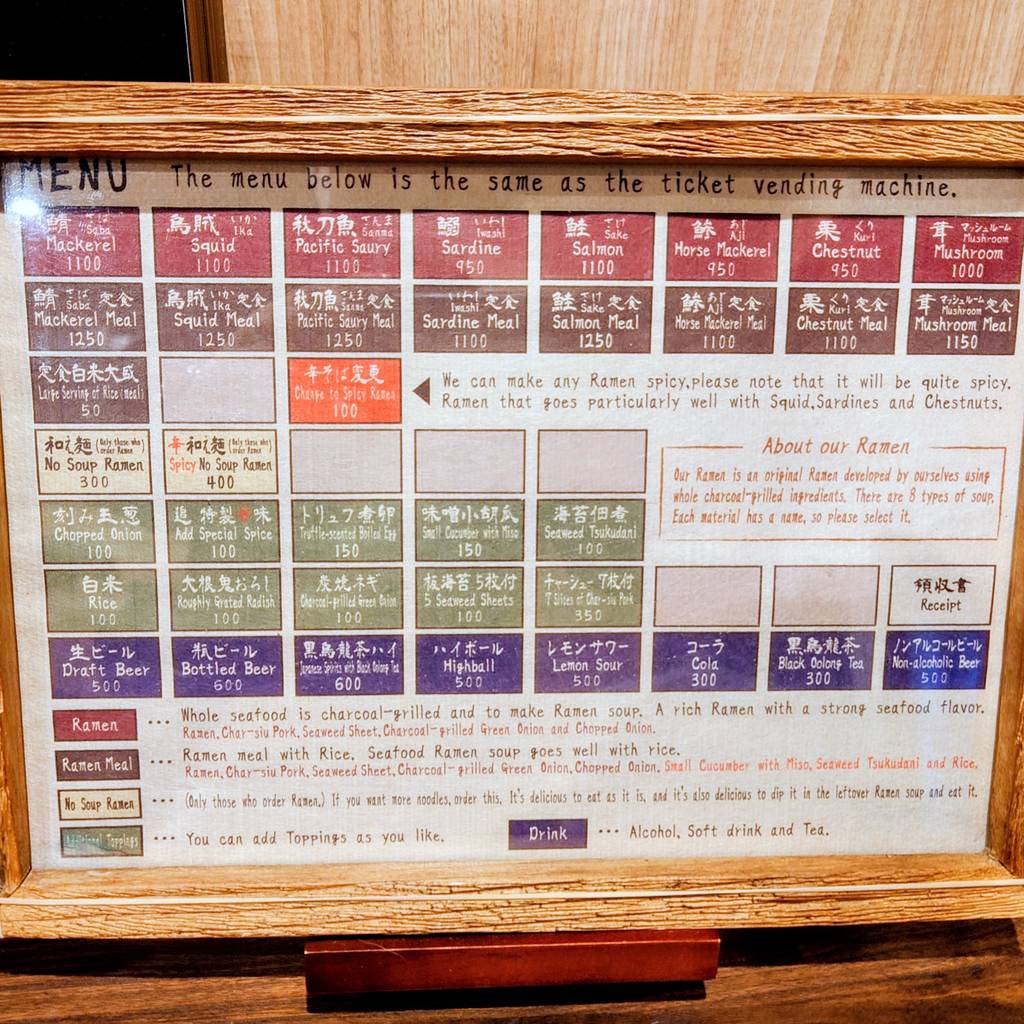 MENU The menu below is the same as the ticket vending machine.
鯖 さば Saba
Mackerel
1100
烏賊 いか Ika
Squid
1100
秋刀魚 さんま Sanma
Pacific Saury
1100
鰯 いわし Iwashi
Sardine
950
鮭 さけ Sake
Salmon
1100
鯵 あじ Aji
Horse Mackerel
950
栗 くり Kuri
Chestnut
950
茸 マッシュルーム Mushroom
Mushroom
1000
鯖 さば Saba 定食
Mackerel Meal
1250
烏賊 いか Ika 定食
Squid Meal
1250
秋刀魚 さんま Sanma 定食
Pacific Saury Meal
1250
いわし Iwashi 定食
Sardine Meal
1100
鮭 さけ Sake 定食
Salmon Meal
1250
鯵 あじ Aji 定食
Horse Mackerel Meal
1100
栗 くり Kuri 定食
Chestnut Meal
1100
茸 マッシュルーム Mushroom 定食
Mushroom Meal
1150
定食白米大盛
Large Serving of Rice (meal)
50
辛そば変更
Change to Spicy Ramen
100
We can make any Ramen spicy.please note that it will be quite spicy.
Ramen that goes particularly well with Squid,Sardines and Chestnuts.
和え麺 (Only those who order Ramen)
No Soup Ramen
300
辛和え麺 (Only those who order Ramen)
Spicy No Soup Ramen
400
About our Ramen
Our Ramen is an original Ramen developed by ourselves using
whole charcoal-grilled ingredients. There are 8 types of soup.
Each material has a name, so please select it.
刻み玉葱
Chopped Onion
100
追 特製辛味
Add Special Spice
100
トリュフ煮卵
Truffle-scented Boiled Egg
150
味噌小胡瓜
Small Cucumber with Miso
150
海苔佃煮
Seaweed Tsukudani
100
白米
Rice
100
大根鬼おろし
Roughly Grated Radish
100
炭焼ネギ
Charcoal-grilled Green Onion
100
板海苔5枚付
5 Seaweed Sheets
100
チャーシュー7枚付
7 Slices of Char-siu Pork
350
領収書
Receipt
生ビール
Draft Beer
500
瓶ビール
Bottled Beer
600
黒烏龍茶ハイ
Japanese Spirits with Black Oolong Tea
600
ハイボール
Highball
500
レモンサワー
Lemon Sour
500
コーラ
Cola
300
黒烏龍茶
Black Oolong Tea
300
ノンアルコールビール
Non-alcoholic Beer
500
Ramen ... Whole seafood is charcoal-grilled and to make Ramen soup. A rich Ramen with a strong seafood flavor.
Ramen, Char-siu Pork, Seaweed Sheet, Charcoal-grilled Green Onion and Chopped Onion.
Ramen Meal ... Ramen meal with Rice. Seafood Ramen soup goes well with rice.
Ramen, Char-siu Pork, Seaweed Sheet, Charcoal-grilled Green Onion, Chopped Onion, Small Cucumber with Miso, Seaweed Tsukudani and Rice.
No Soup Ramen ... (Only those who order Ramen.) If you want more noodles, order this. It's delicious to eat as it is, and it's also delicious to dip it in the leftover Ramen soup and eat it.
Additional Toppings ... You can add Toppings as you like.
Drink ... Alcohol, Soft drink and Tea.